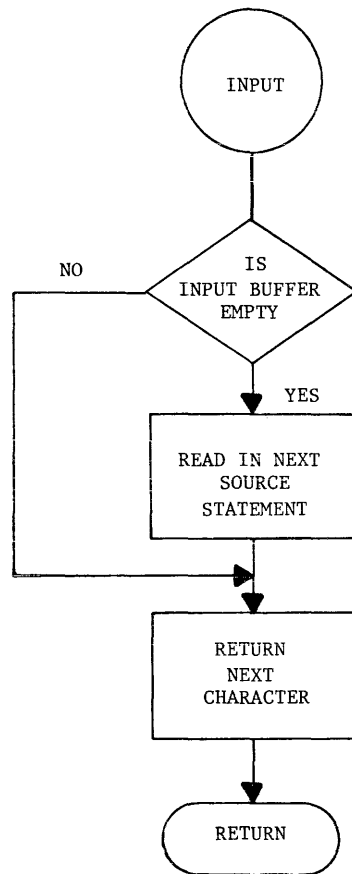 INPUT
IS
INPUT BUFFER
EMPTY
NO
YES
READ IN NEXT
SOURCE
STATEMENT
RETURN
NEXT
CHARACTER
RETURN